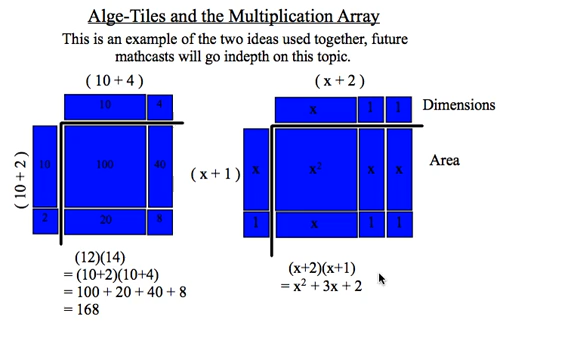 Alge-Tiles and the Multiplication Array
This is an example of the two ideas used together, future
mathcasts will go indepth on this topic.
( 10 + 4 )
10 4
( 10 + 2 )
10 100 40
2 20 8
(12)(14)
= (10+2)(10+4)
= 100 + 20 + 40 + 8
= 168
( x + 2 )
x 1 1 Dimensions
Area
( x + 1 ) x x² x x
1 x 1 1
(x+2)(x+1)
= x² + 3x + 2